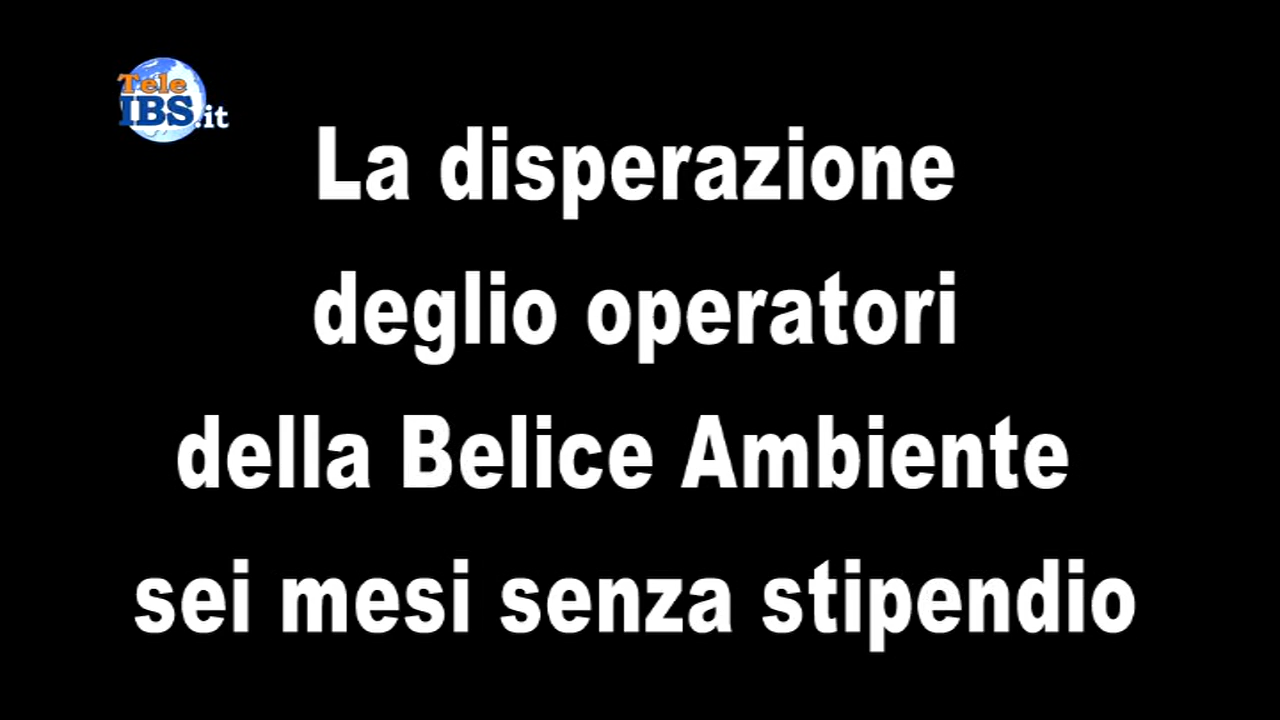 Tele
IBS.it
La disperazione
deglio operatori
della Belice Ambiente
sei mesi senza stipendio